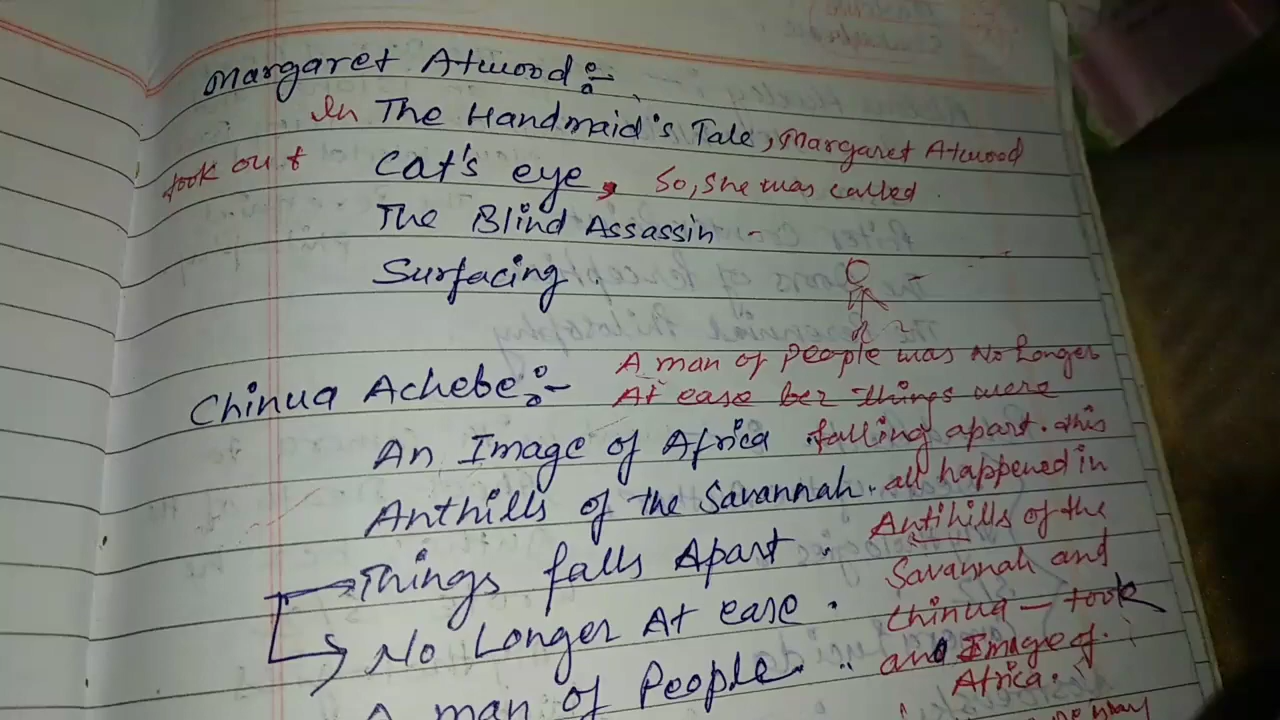 Margaret Atwood:-
In The Handmaid's Tale, Margaret Atwood
took out Cat's eye, So, she was called
The Blind Assassin -
Surfacing.
A man of People was No Longer
Chinua Achebe:- At ease bcz things were
An Image of Africa falling apart. this
Anthills of the Savannah. all happened in
Antihills of the
Things falls Apart. Savannah and
No Longer At ease. Chinua - took
A man of People. and Image of
Africa.